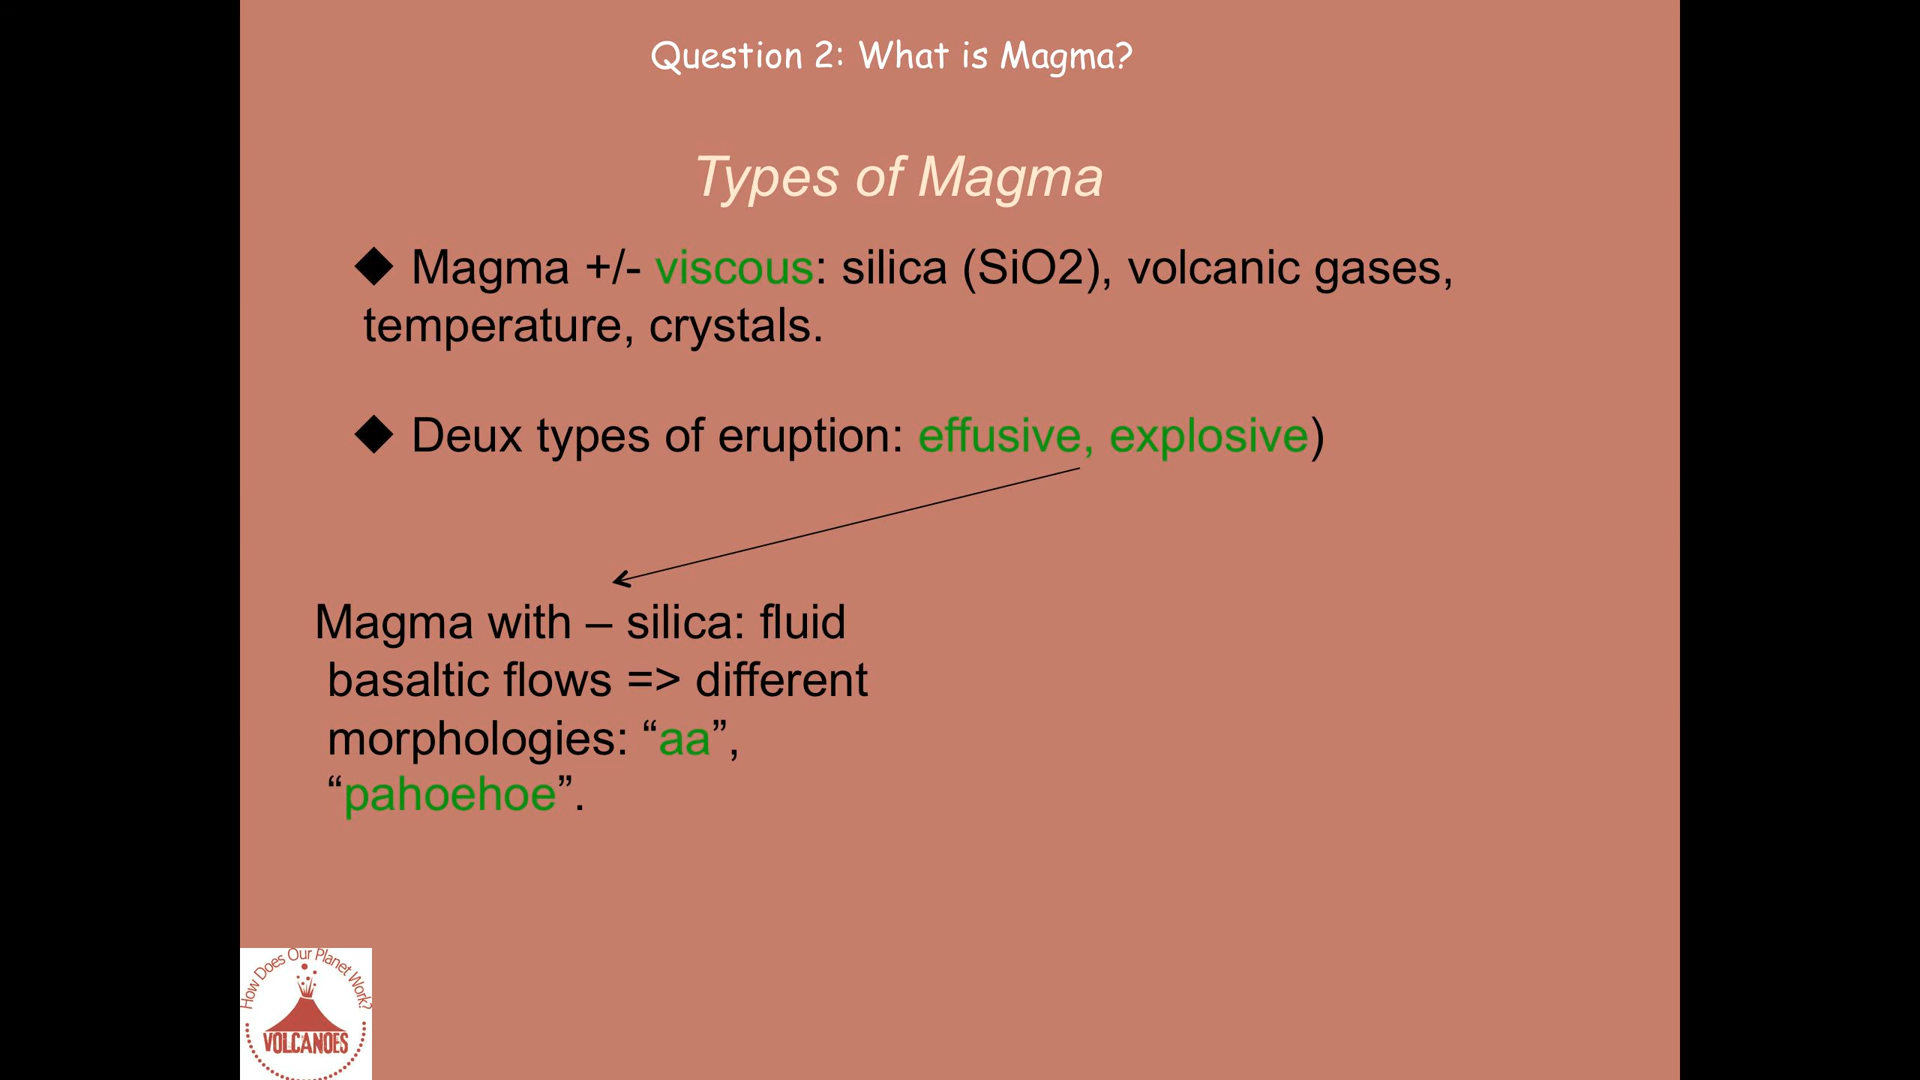 Question 2: What is Magma?
Types of Magma
◆ Magma +/- viscous: silica (SiO2), volcanic gases,
temperature, crystals.
◆ Deux types of eruption: effusive, explosive)
Magma with – silica: fluid
basaltic flows => different
morphologies: “aa”,
“pahoehoe”.
How Does Our Planet Work?
VOLCANOES